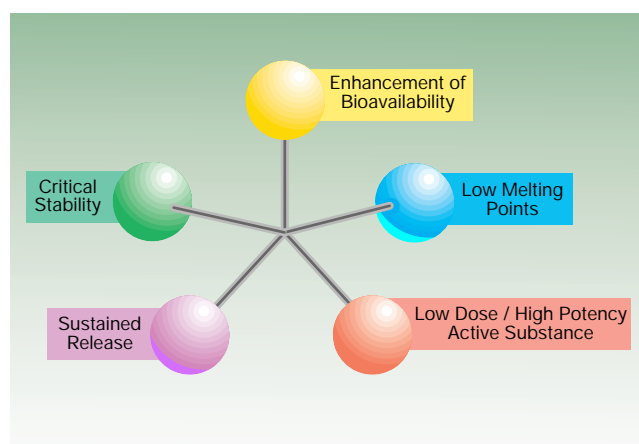 Enhancement of
Bioavailability
Critical
Stability
Low Melting
Points
Sustained
Release
Low Dose / High Potency
Active Substance